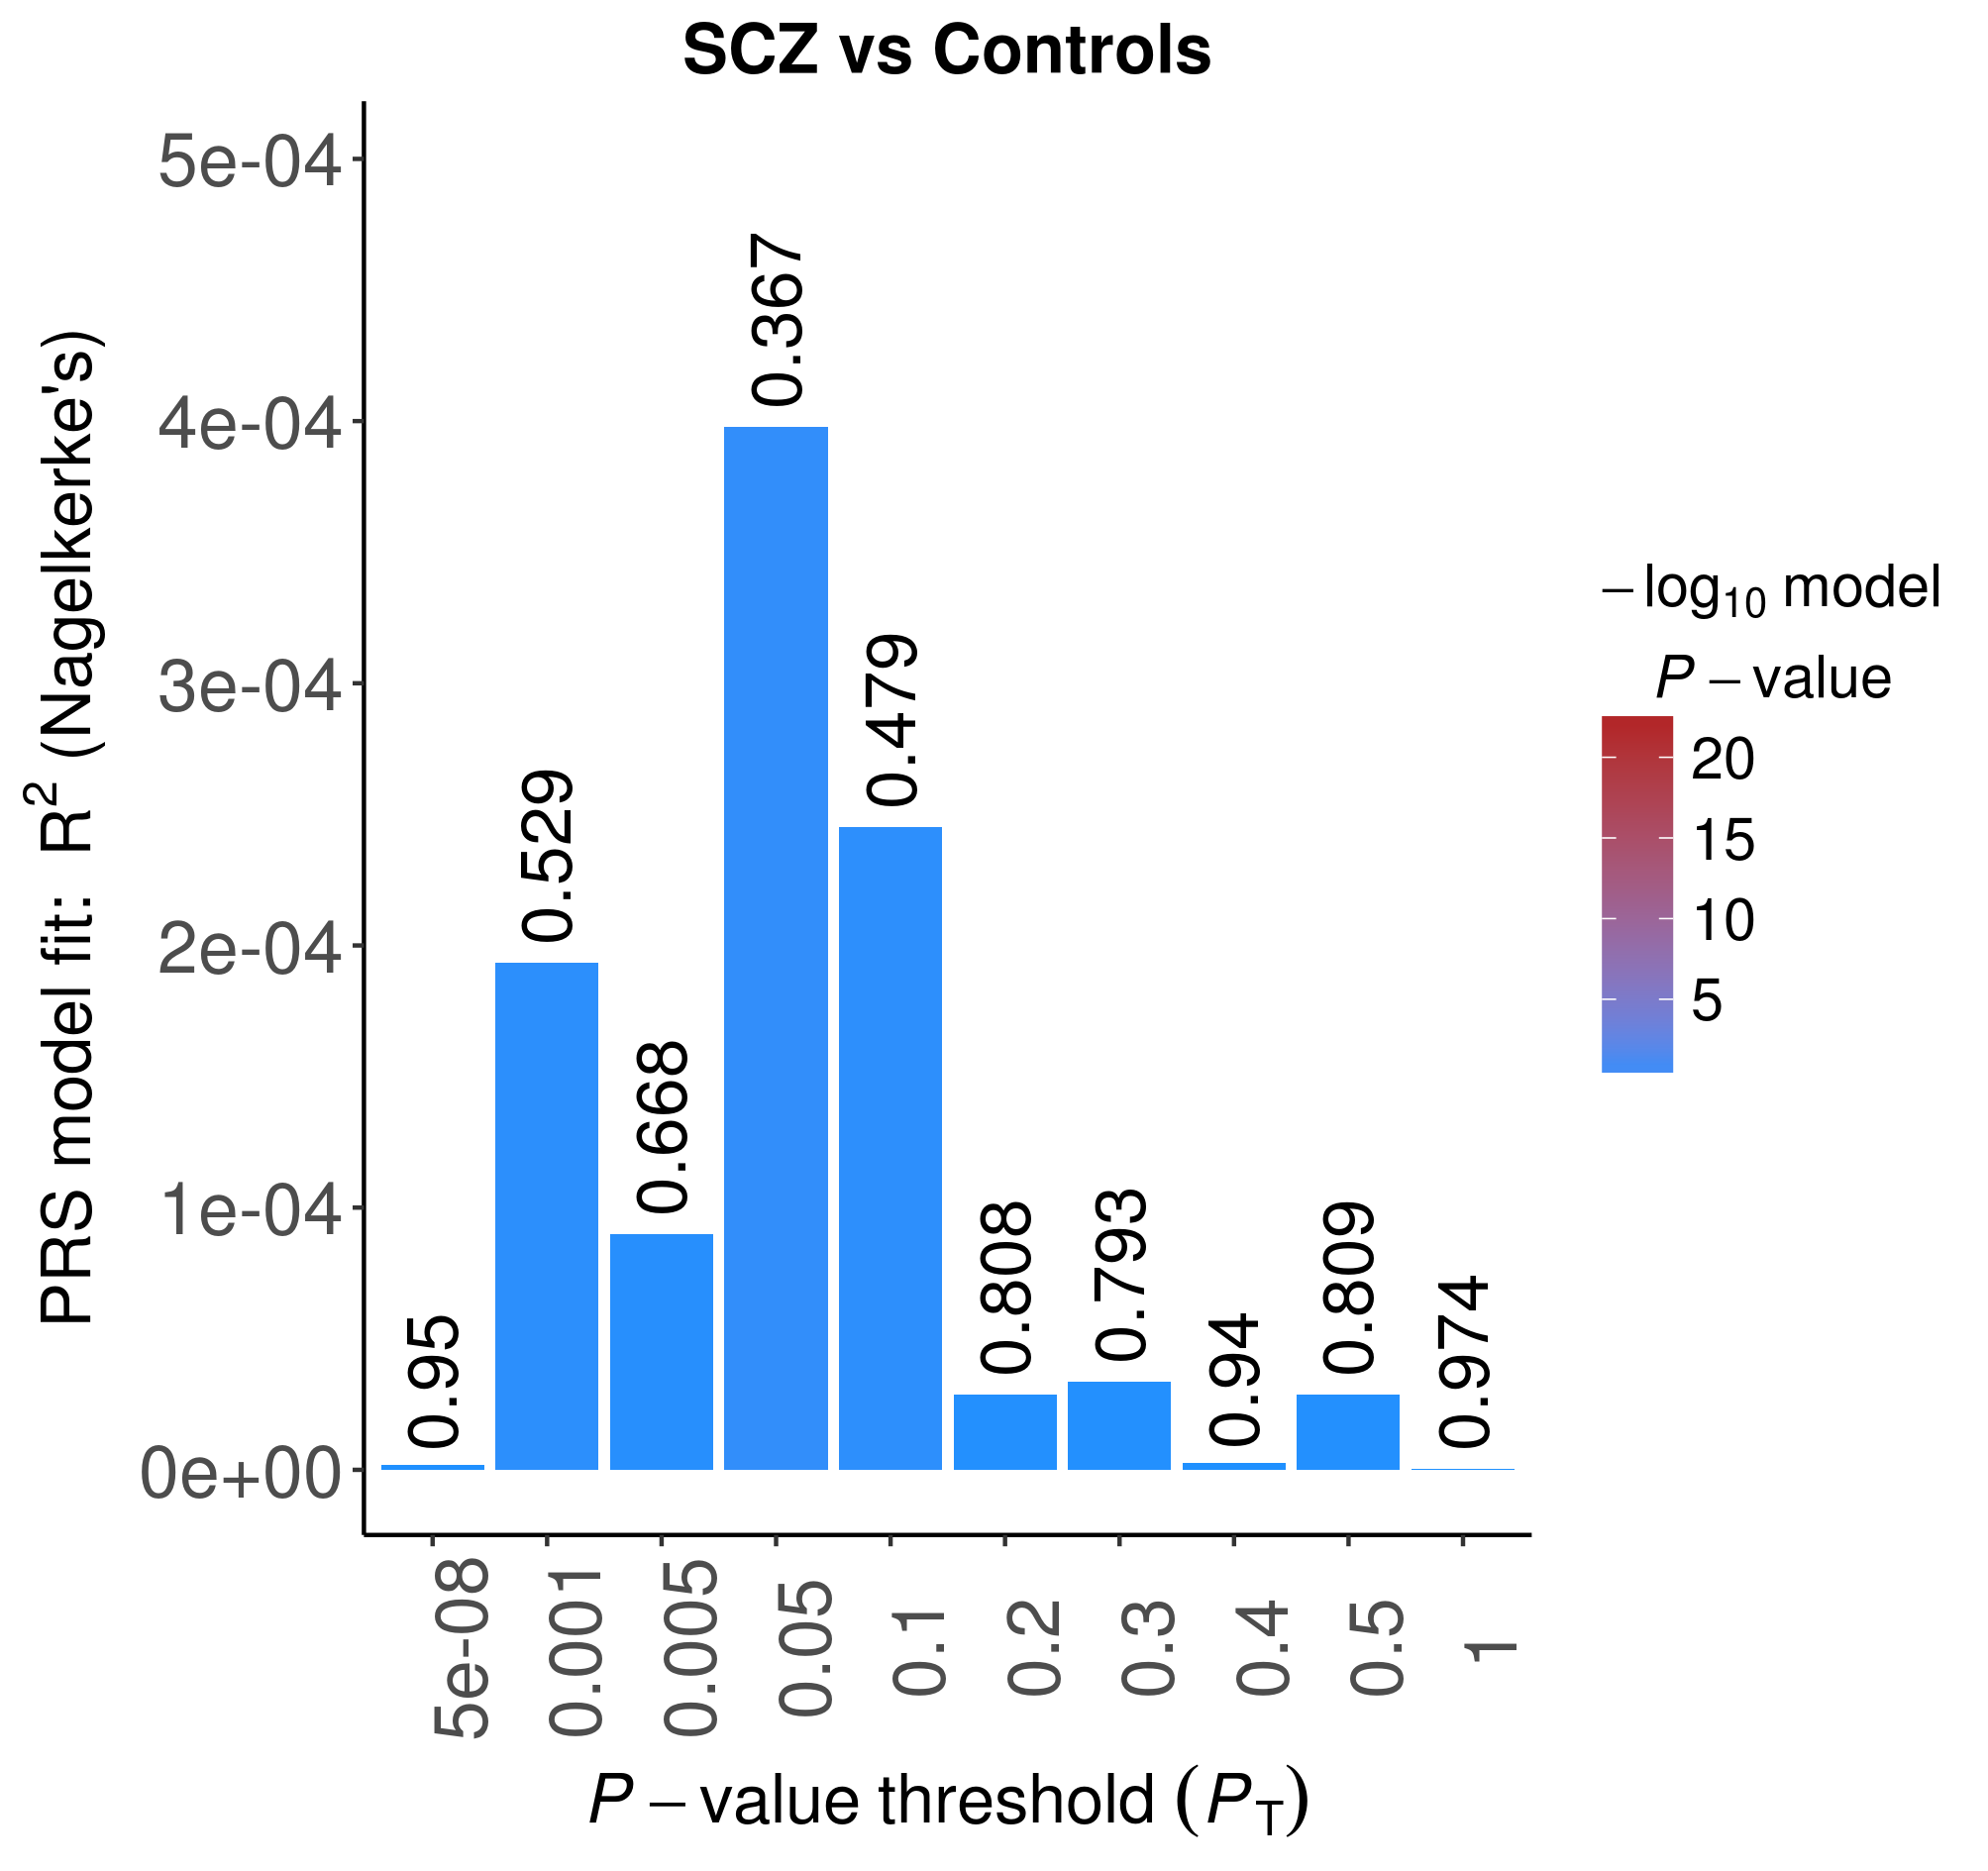 SCZ vs Controls
PRS model fit: R² (Nagelkerke's)
5e-04
4e-04
3e-04
2e-04
1e-04
0e+00
0.95
0.529
0.668
0.367
0.479
0.808
0.793
0.94
0.809
0.974
5e-08
0.001
0.005
0.05
0.1
0.2
0.3
0.4
0.5
1
P – value threshold (P_T)
– log₁₀ model
P – value
20
15
10
5